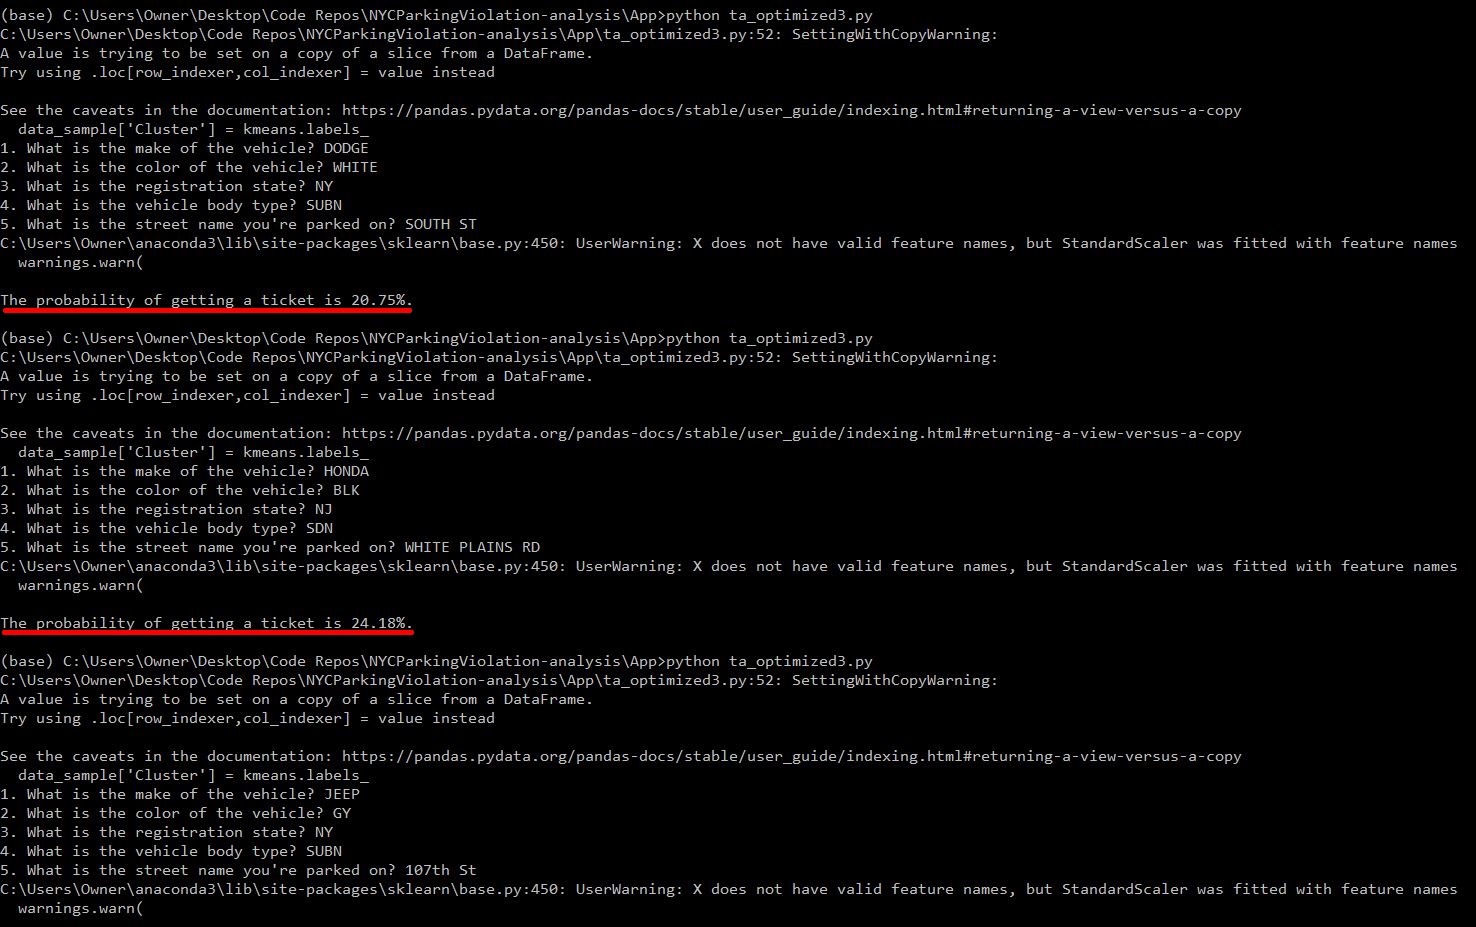 (base) C:\Users\Owner\Desktop\Code Repos\NYCParkingViolation-analysis\App>python ta_optimized3.py
C:\Users\Owner\Desktop\Code Repos\NYCParkingViolation-analysis\App\ta_optimized3.py:52: SettingWithCopyWarning:
A value is trying to be set on a copy of a slice from a DataFrame.
Try using .loc[row_indexer,col_indexer] = value instead

See the caveats in the documentation: https://pandas.pydata.org/pandas-docs/stable/user_guide/indexing.html#returning-a-view-versus-a-copy
  data_sample['Cluster'] = kmeans.labels_
1. What is the make of the vehicle? DODGE
2. What is the color of the vehicle? WHITE
3. What is the registration state? NY
4. What is the vehicle body type? SUBN
5. What is the street name you're parked on? SOUTH ST
C:\Users\Owner\anaconda3\lib\site-packages\sklearn\base.py:450: UserWarning: X does not have valid feature names, but StandardScaler was fitted with feature names
  warnings.warn(

The probability of getting a ticket is 20.75%.

(base) C:\Users\Owner\Desktop\Code Repos\NYCParkingViolation-analysis\App>python ta_optimized3.py
C:\Users\Owner\Desktop\Code Repos\NYCParkingViolation-analysis\App\ta_optimized3.py:52: SettingWithCopyWarning:
A value is trying to be set on a copy of a slice from a DataFrame.
Try using .loc[row_indexer,col_indexer] = value instead

See the caveats in the documentation: https://pandas.pydata.org/pandas-docs/stable/user_guide/indexing.html#returning-a-view-versus-a-copy
  data_sample['Cluster'] = kmeans.labels_
1. What is the make of the vehicle? HONDA
2. What is the color of the vehicle? BLK
3. What is the registration state? NJ
4. What is the vehicle body type? SDN
5. What is the street name you're parked on? WHITE PLAINS RD
C:\Users\Owner\anaconda3\lib\site-packages\sklearn\base.py:450: UserWarning: X does not have valid feature names, but StandardScaler was fitted with feature names
  warnings.warn(

The probability of getting a ticket is 24.18%.

(base) C:\Users\Owner\Desktop\Code Repos\NYCParkingViolation-analysis\App>python ta_optimized3.py
C:\Users\Owner\Desktop\Code Repos\NYCParkingViolation-analysis\App\ta_optimized3.py:52: SettingWithCopyWarning:
A value is trying to be set on a copy of a slice from a DataFrame.
Try using .loc[row_indexer,col_indexer] = value instead

See the caveats in the documentation: https://pandas.pydata.org/pandas-docs/stable/user_guide/indexing.html#returning-a-view-versus-a-copy
  data_sample['Cluster'] = kmeans.labels_
1. What is the make of the vehicle? JEEP
2. What is the color of the vehicle? GY
3. What is the registration state? NY
4. What is the vehicle body type? SUBN
5. What is the street name you're parked on? 107th St
C:\Users\Owner\anaconda3\lib\site-packages\sklearn\base.py:450: UserWarning: X does not have valid feature names, but StandardScaler was fitted with feature names
  warnings.warn(